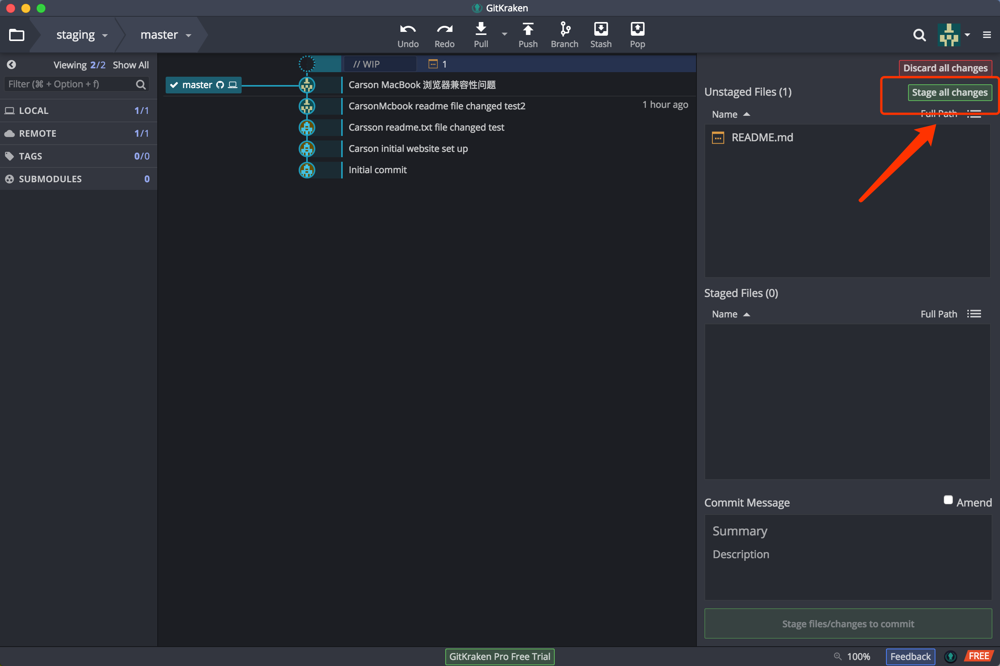 GitKraken
staging
master
Undo
Redo
Pull
Push
Branch
Stash
Pop
Viewing 2/2 Show All
Filter (⌘ + Option + f)
LOCAL 1/1
REMOTE 1/1
TAGS 0/0
SUBMODULES 0
// WIP 1
master Carson MacBook 浏览器兼容性问题
CarsonMcbook readme file changed test2 1 hour ago
Carsson readme.txt file changed test
Carson initial website set up
Initial commit
Discard all changes
Unstaged Files (1) Stage all changes
Name Full Path
README.md
Staged Files (0)
Name Full Path
Commit Message Amend
Summary
Description
Stage files/changes to commit
GitKraken Pro Free Trial 100% Feedback FREE